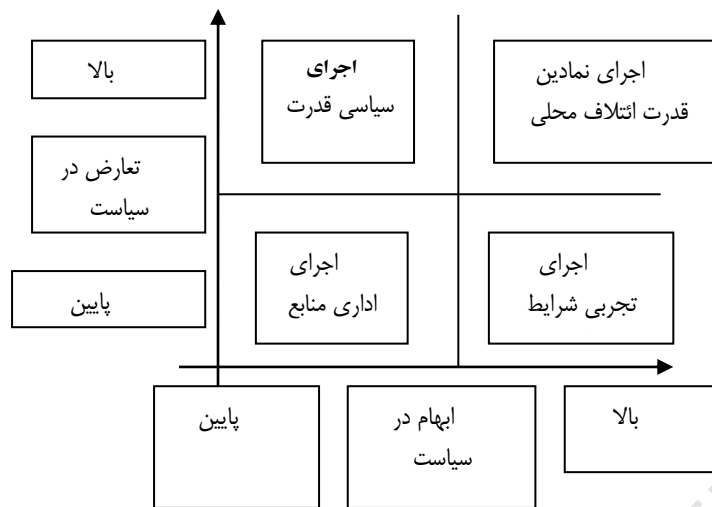 بالا
اجرای
سیاسی قدرت
اجرای نمادین
قدرت ائتلاف محلی
تعارض در
سیاست
پایین
اجرای
اداری منابع
اجرای
تجربی شرایط
پایین
ابهام در
سیاست
بالا